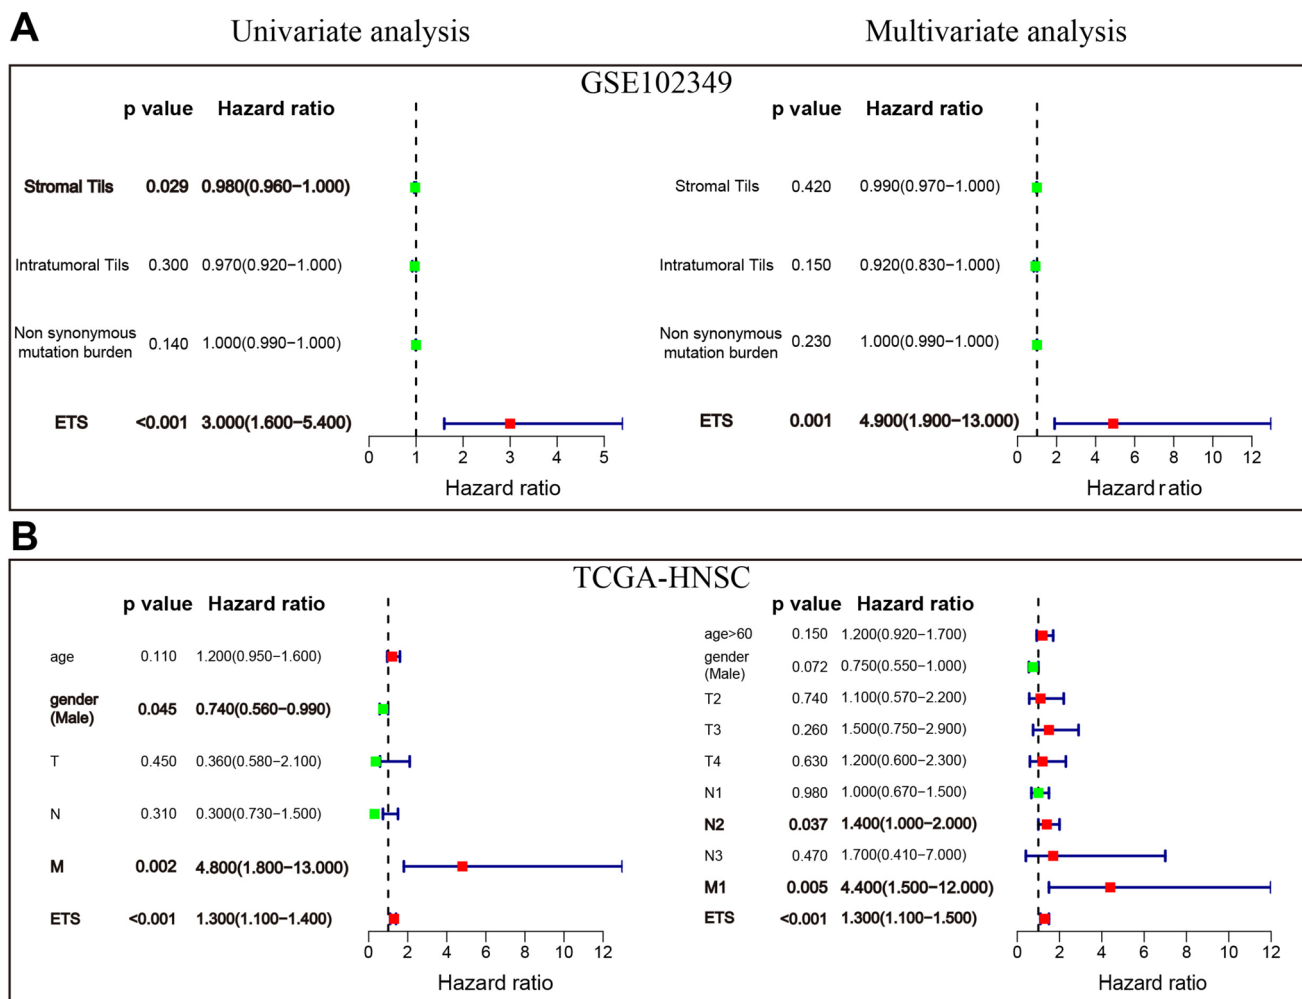 A
Univariate analysis
Multivariate analysis
GSE102349
p value Hazard ratio
Stromal Tils 0.029 0.980(0.960−1.000)
Intratumoral Tils 0.300 0.970(0.920−1.000)
Non synonymous
mutation burden 0.140 1.000(0.990−1.000)
ETS <0.001 3.000(1.600−5.400)
0 1 2 3 4 5
Hazard ratio
p value Hazard ratio
Stromal Tils 0.420 0.990(0.970−1.000)
Intratumoral Tils 0.150 0.920(0.830−1.000)
Non synonymous
mutation burden 0.230 1.000(0.990−1.000)
ETS 0.001 4.900(1.900−13.000)
0 2 4 6 8 10 12
Hazard ratio
B
TCGA-HNSC
p value Hazard ratio
age 0.110 1.200(0.950−1.600)
gender
(Male) 0.045 0.740(0.560−0.990)
T 0.450 0.360(0.580−2.100)
N 0.310 0.300(0.730−1.500)
M 0.002 4.800(1.800−13.000)
ETS <0.001 1.300(1.100−1.400)
0 2 4 6 8 10 12
Hazard ratio
p value Hazard ratio
age>60 0.150 1.200(0.920−1.700)
gender
(Male) 0.072 0.750(0.550−1.000)
T2 0.740 1.100(0.570−2.200)
T3 0.260 1.500(0.750−2.900)
T4 0.630 1.200(0.600−2.300)
N1 0.980 1.000(0.670−1.500)
N2 0.037 1.400(1.000−2.000)
N3 0.470 1.700(0.410−7.000)
M1 0.005 4.400(1.500−12.000)
ETS <0.001 1.300(1.100−1.500)
0 2 4 6 8 10 12
Hazard ratio